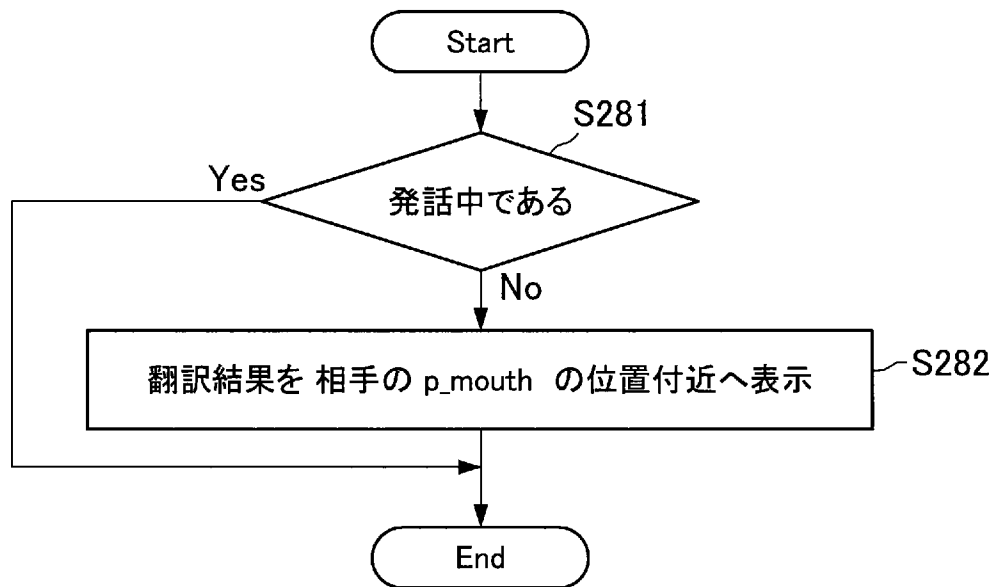 Start
S281
Yes
発話中である
No
翻訳結果を 相手の p_mouth の位置付近へ表示
S282
End